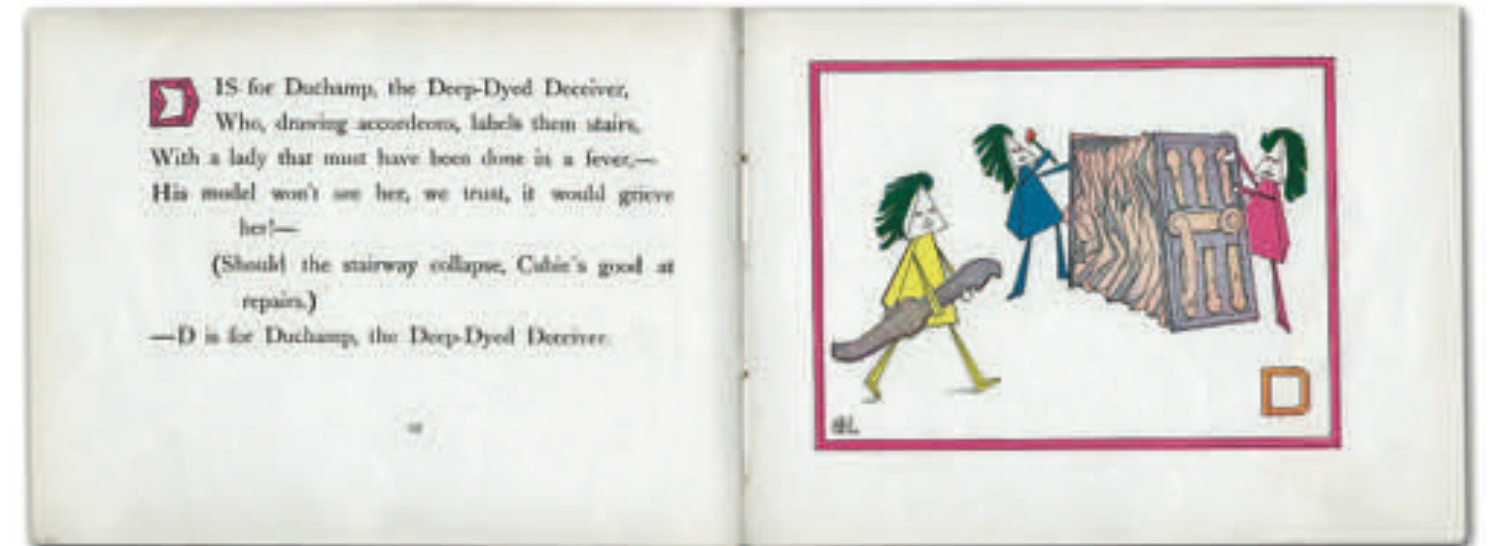 D IS for Duchamp, the Deep-Dyed Deceiver,
Who, drawing accordeons, labels them stairs,
With a lady that must have been done in a fever,—
His model won't see her, we trust, it would grieve
her!—
(Should the stairway collapse, Cubie's good at
repairs.)
—D is for Duchamp, the Deep-Dyed Deceiver.
D